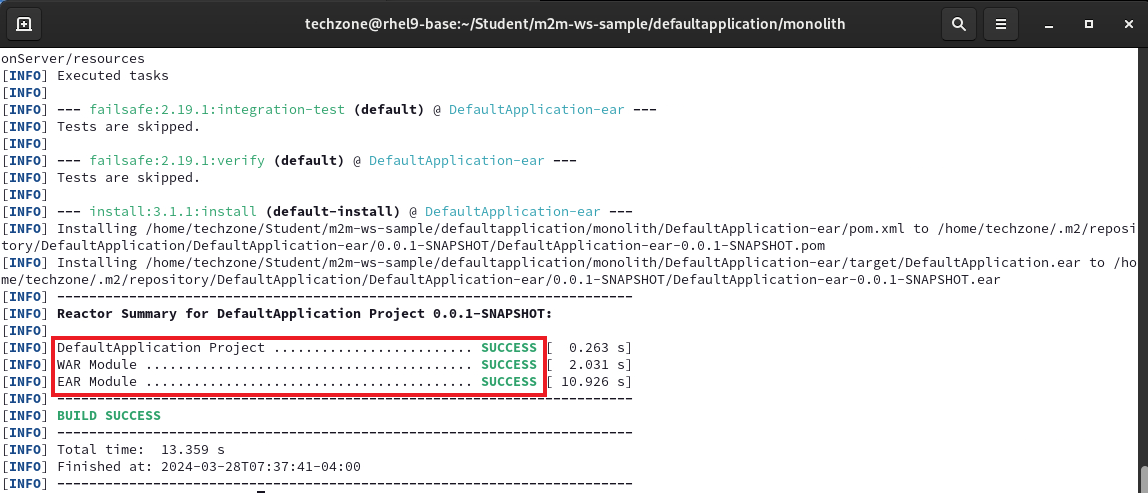 techzone@rhel9-base:~/Student/m2m-ws-sample/defaultapplication/monolith
onServer/resources
[INFO] Executed tasks
[INFO]
[INFO] --- failsafe:2.19.1:integration-test (default) @ DefaultApplication-ear ---
[INFO] Tests are skipped.
[INFO]
[INFO] --- failsafe:2.19.1:verify (default) @ DefaultApplication-ear ---
[INFO] Tests are skipped.
[INFO]
[INFO] --- install:3.1.1:install (default-install) @ DefaultApplication-ear ---
[INFO] Installing /home/techzone/Student/m2m-ws-sample/defaultapplication/monolith/DefaultApplication-ear/pom.xml to /home/techzone/.m2/reposi
tory/DefaultApplication/DefaultApplication-ear/0.0.1-SNAPSHOT/DefaultApplication-ear-0.0.1-SNAPSHOT.pom
[INFO] Installing /home/techzone/Student/m2m-ws-sample/defaultapplication/monolith/DefaultApplication-ear/target/DefaultApplication.ear to /ho
me/techzone/.m2/repository/DefaultApplication/DefaultApplication-ear/0.0.1-SNAPSHOT/DefaultApplication-ear-0.0.1-SNAPSHOT.ear
[INFO] ------------------------------------------------------------------------
[INFO] Reactor Summary for DefaultApplication Project 0.0.1-SNAPSHOT:
[INFO]
[INFO] DefaultApplication Project ......................... SUCCESS [  0.263 s]
[INFO] WAR Module ......................................... SUCCESS [  2.031 s]
[INFO] EAR Module ......................................... SUCCESS [ 10.926 s]
[INFO] ------------------------------------------------------------------------
[INFO] BUILD SUCCESS
[INFO] ------------------------------------------------------------------------
[INFO] Total time:  13.359 s
[INFO] Finished at: 2024-03-28T07:37:41-04:00
[INFO] ------------------------------------------------------------------------